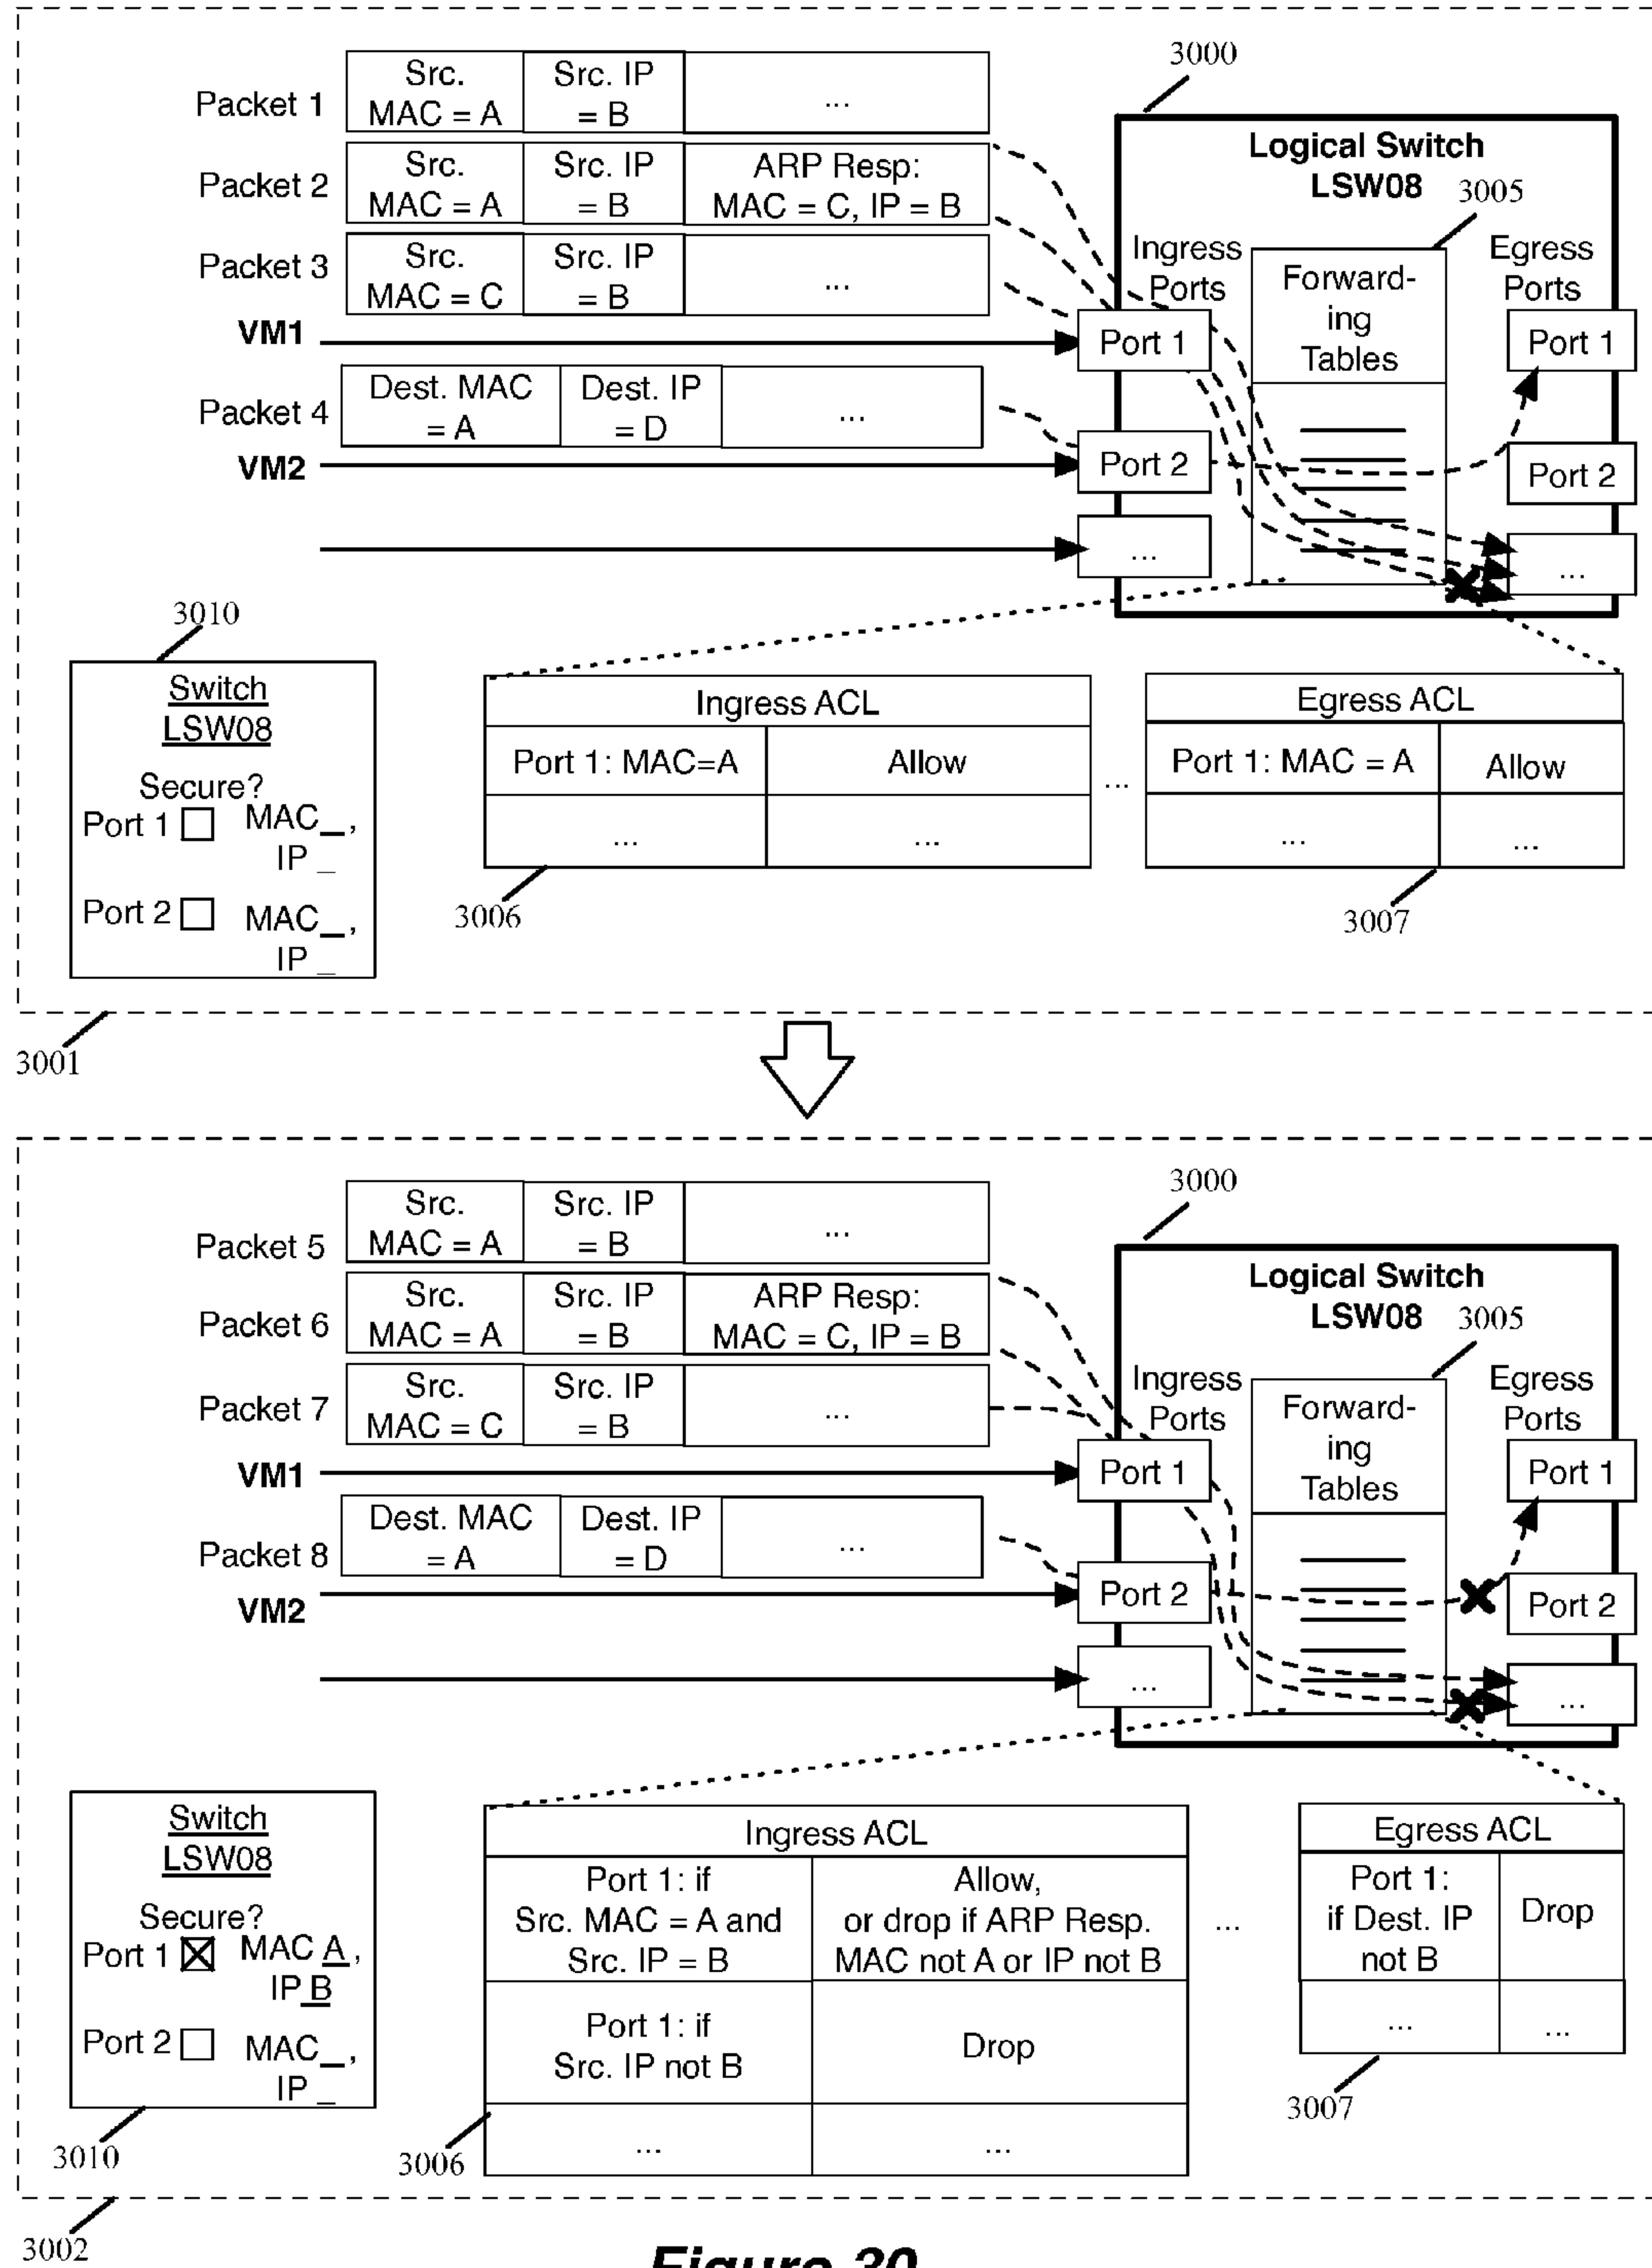 3000
Packet 1
Src. MAC = A
Src. IP = B
...
Packet 2
Src. MAC = A
Src. IP = B
ARP Resp: MAC = C, IP = B
Packet 3
Src. MAC = C
Src. IP = B
...
VM1
Packet 4
Dest. MAC = A
Dest. IP = D
...
VM2
Logical Switch
LSW08
3005
Ingress Ports
Forward-
ing
Tables
Egress Ports
Port 1
Port 1
Port 2
Port 2
...
...
3010
Switch
LSW08
Secure?
Port 1 MAC_,
IP _
Port 2 MAC_,
IP _
Ingress ACL
Port 1: MAC=A
Allow
...
...
3006
...
Egress ACL
Port 1: MAC = A
Allow
...
...
3007
3001
3000
Packet 5
Src. MAC = A
Src. IP = B
...
Packet 6
Src. MAC = A
Src. IP = B
ARP Resp: MAC = C, IP = B
Packet 7
Src. MAC = C
Src. IP = B
...
VM1
Packet 8
Dest. MAC = A
Dest. IP = D
...
VM2
Logical Switch
LSW08
3005
Ingress Ports
Forward-
ing
Tables
Egress Ports
Port 1
Port 1
Port 2
Port 2
...
...
Switch
LSW08
Secure?
Port 1 MAC A,
IP B
Port 2 MAC_,
IP _
3010
Ingress ACL
Port 1: if
Src. MAC = A and
Src. IP = B
Allow,
or drop if ARP Resp.
MAC not A or IP not B
Port 1: if
Src. IP not B
Drop
...
...
3006
...
Egress ACL
Port 1:
if Dest. IP
not B
Drop
...
...
3007
3002
Figure 30